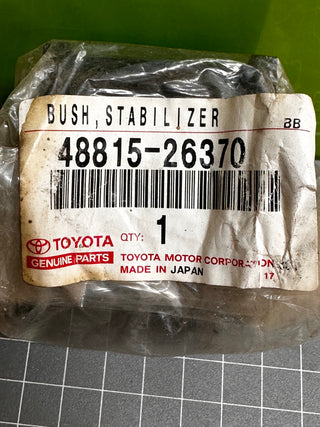 BUSH, STABILIZER BB
48815-26370
QTY: 1
TOYOTA
GENUINE PARTS
TOYOTA MOTOR CORPORATION
MADE IN JAPAN 17